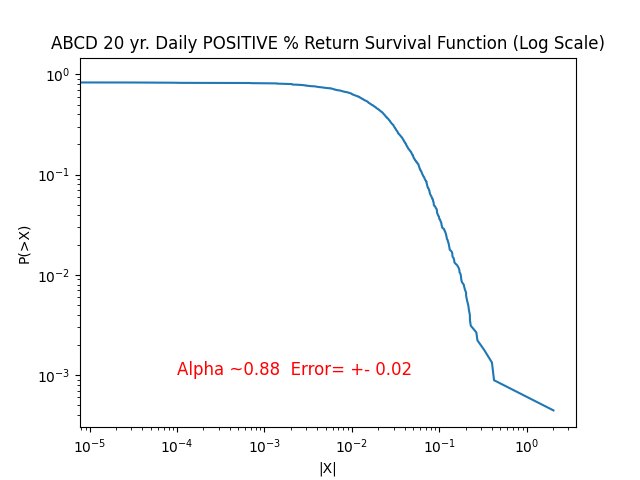 ABCD 20 yr. Daily POSITIVE % Return Survival Function (Log Scale)
10⁰
10⁻¹
10⁻²
10⁻³
P(>X)
Alpha ~0.88  Error= +- 0.02
10⁻⁵ 10⁻⁴ 10⁻³ 10⁻² 10⁻¹ 10⁰
|X|